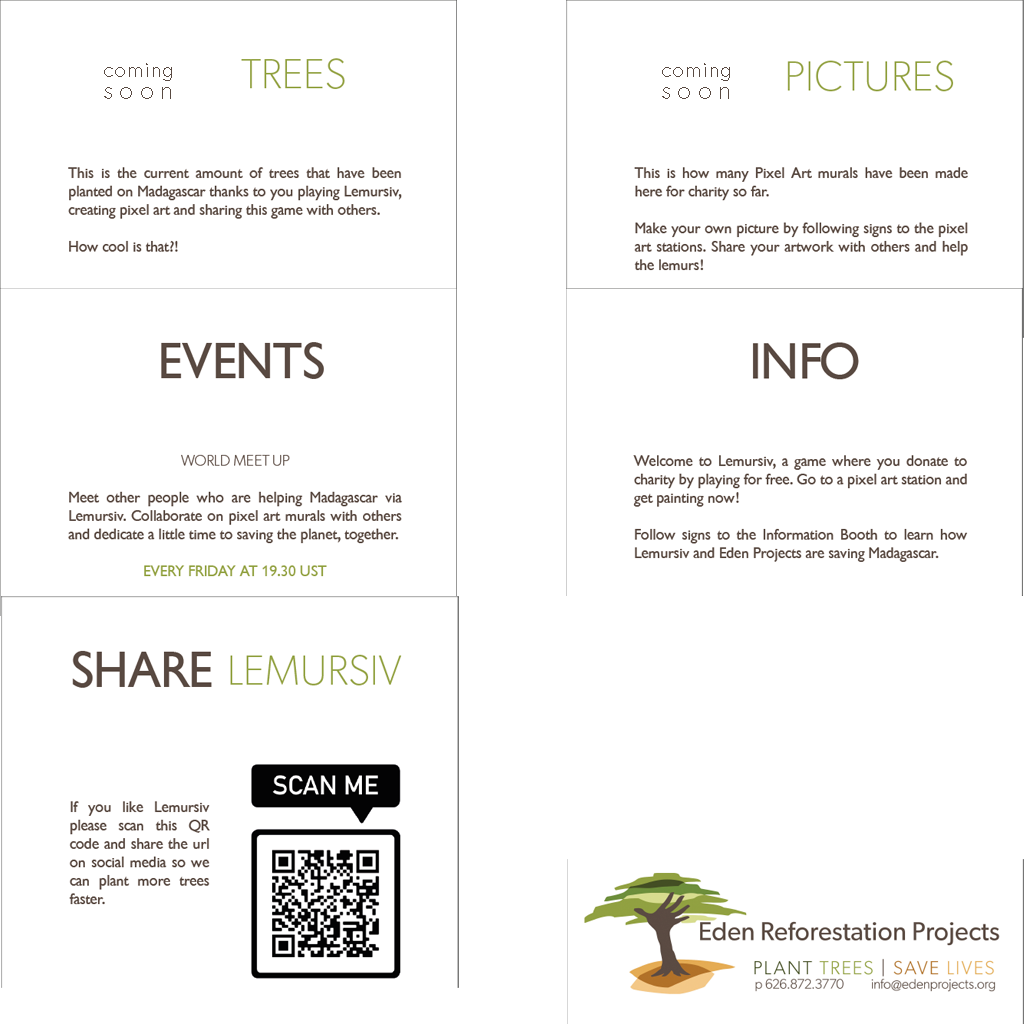 coming
soon
TREES
This is the current amount of trees that have been
planted on Madagascar thanks to you playing Lemursiv,
creating pixel art and sharing this game with others.
How cool is that?!
coming
soon
PICTURES
This is how many Pixel Art murals have been made
here for charity so far.
Make your own picture by following signs to the pixel
art stations. Share your artwork with others and help
the lemurs!
EVENTS
WORLD MEET UP
Meet other people who are helping Madagascar via
Lemursiv. Collaborate on pixel art murals with others
and dedicate a little time to saving the planet, together.
EVERY FRIDAY AT 19.30 UST
INFO
Welcome to Lemursiv, a game where you donate to
charity by playing for free. Go to a pixel art station and
get painting now!
Follow signs to the Information Booth to learn how
Lemursiv and Eden Projects are saving Madagascar.
SHARE LEMURSIV
If you like Lemursiv
please scan this QR
code and share the url
on social media so we
can plant more trees
faster.
SCAN ME
Eden Reforestation Projects
PLANT TREES | SAVE LIVES
p 626.872.3770 info@edenprojects.org